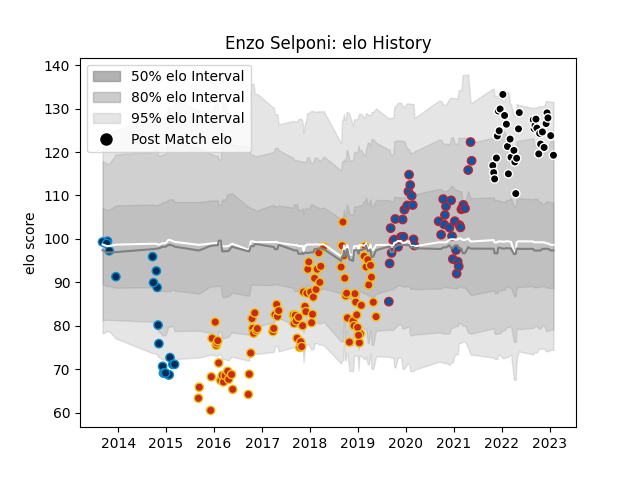 Enzo Selponi: elo History
50% elo Interval
80% elo Interval
95% elo Interval
Post Match elo
elo score
140
130
120
110
100
90
80
70
60
2014 2015 2016 2017 2018 2019 2020 2021 2022 2023